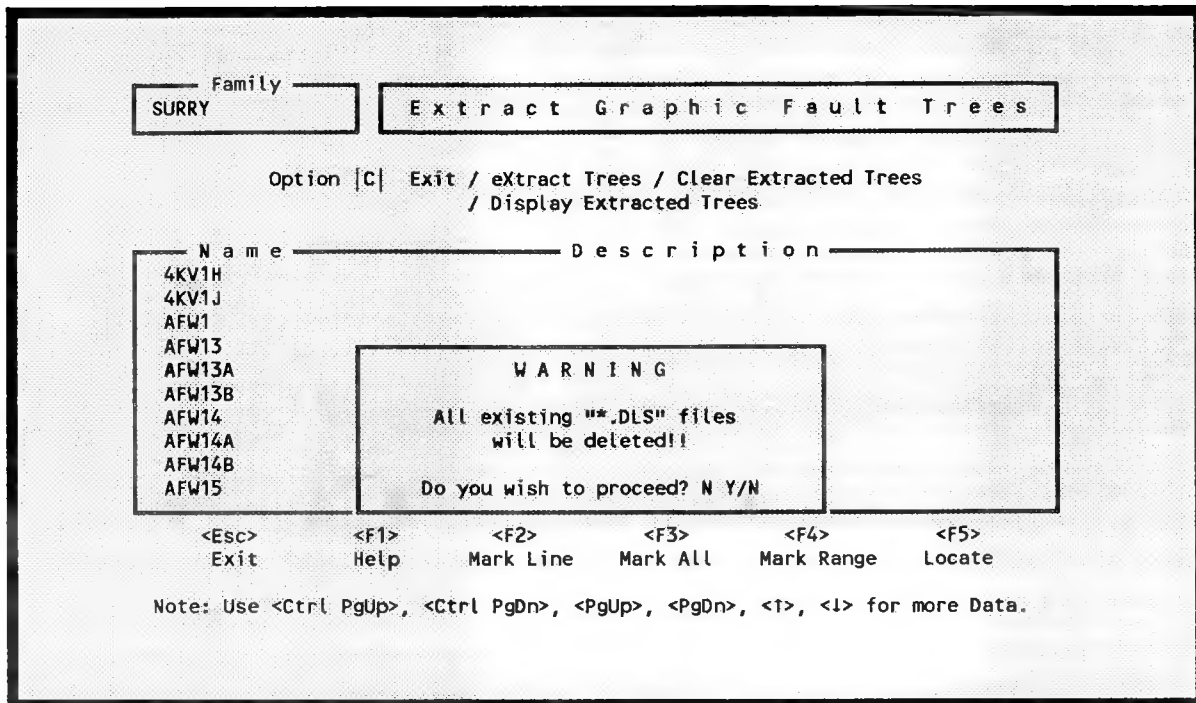 Family
SURRY
Extract Graphic Fault Trees
Option |C| Exit / eXtract Trees / Clear Extracted Trees
/ Display Extracted Trees
Name Description
4KV1H
4KV1J
AFW1
AFW13
AFW13A
AFW13B
AFW14
AFW14A
AFW14B
AFW15
WARNING
All existing "*.DLS" files
will be deleted!!
Do you wish to proceed? N Y/N
<Esc> <F1> <F2> <F3> <F4> <F5>
Exit Help Mark Line Mark All Mark Range Locate
Note: Use <Ctrl PgUp>, <Ctrl PgDn>, <PgUp>, <PgDn>, <↑>, <↓> for more Data.